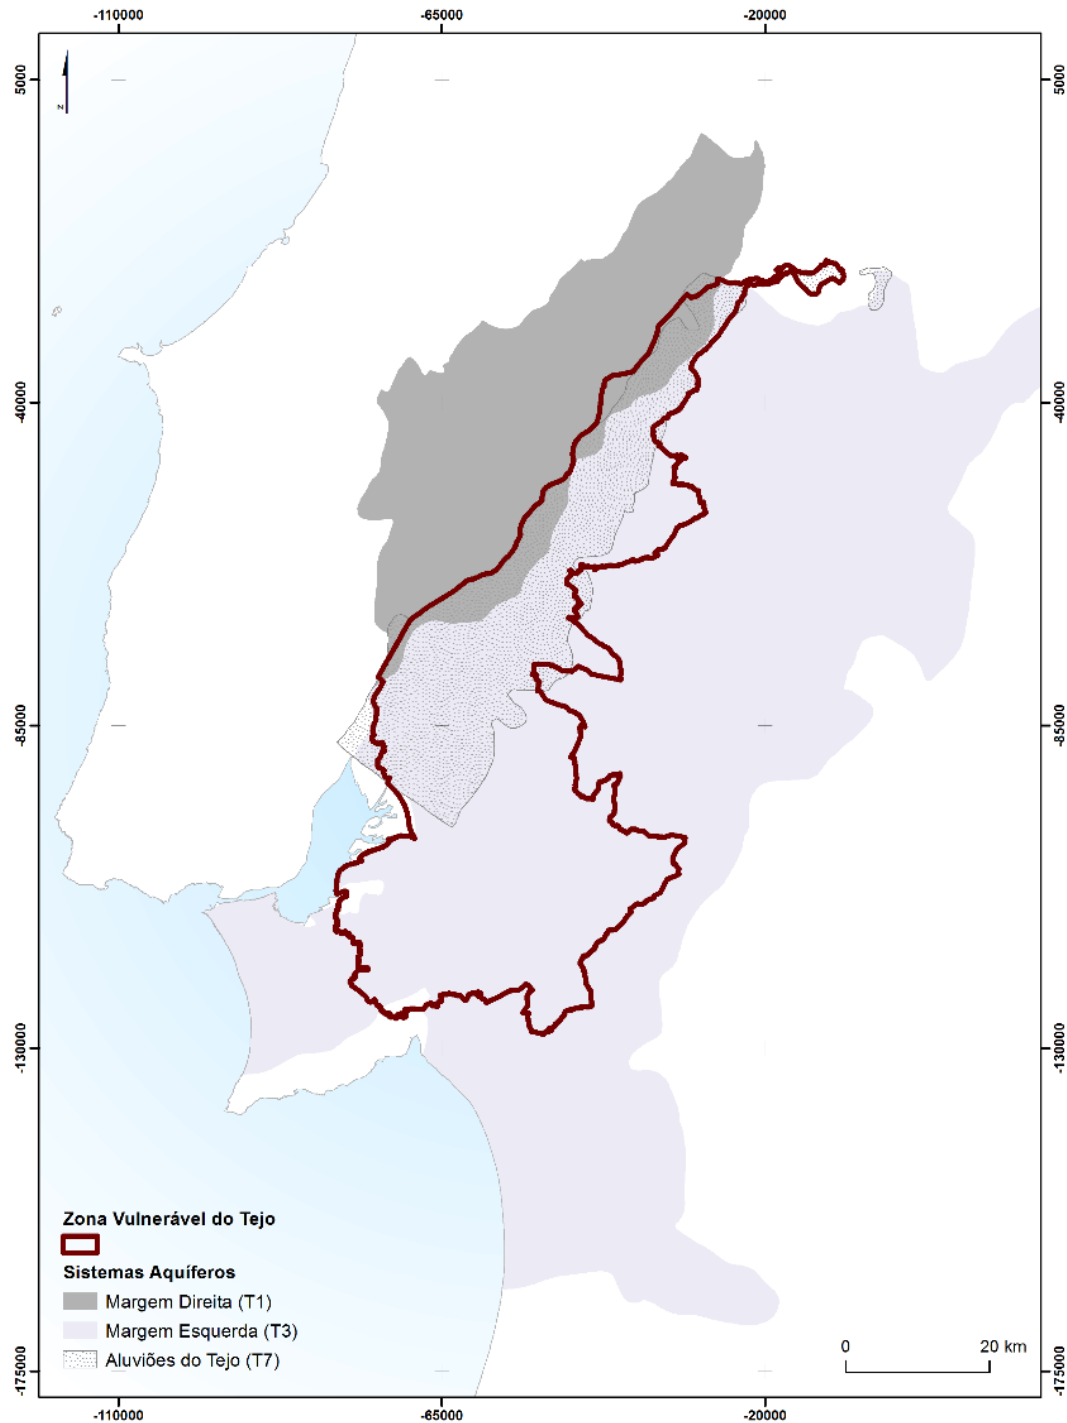 -110000 -65000 -20000
5000 5000
z
-40000 -40000
-85000 -85000
-130000 -130000
Zona Vulnerável do Tejo
Sistemas Aquíferos
Margem Direita (T1)
Margem Esquerda (T3)
Aluviões do Tejo (T7)
0 20 km
-175000 -175000
-110000 -65000 -20000